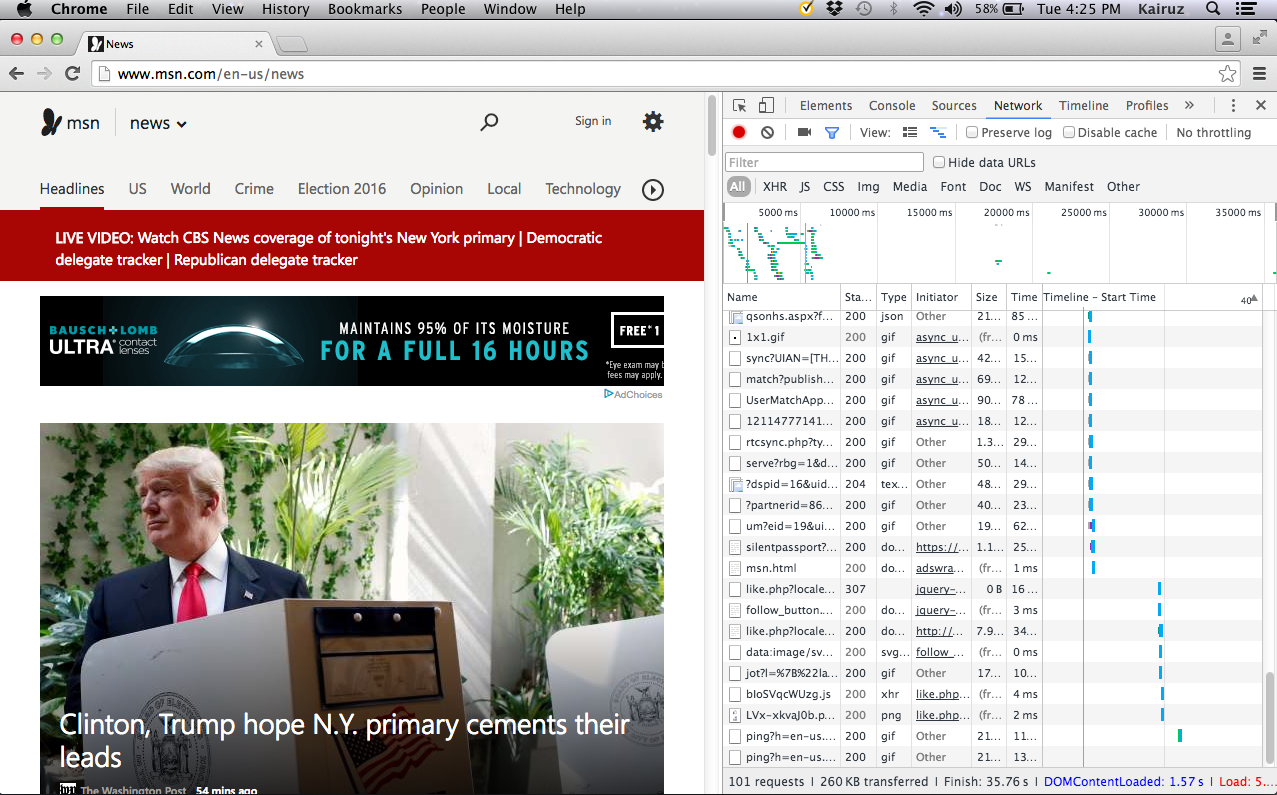 Chrome File Edit View History Bookmarks People Window Help 58% Tue 4:25 PM Kairuz
News
www.msn.com/en-us/news
msn news Sign in
Headlines US World Crime Election 2016 Opinion Local Technology
LIVE VIDEO: Watch CBS News coverage of tonight's New York primary | Democratic
delegate tracker | Republican delegate tracker
BAUSCH + LOMB
ULTRA® contact lenses
MAINTAINS 95% OF ITS MOISTURE
FOR A FULL 16 HOURS
FREE* 1
*Eye exam may b
fees may apply.
AdChoices
Clinton, Trump hope N.Y. primary cements their
leads
The Washington Post 54 mins ago
Elements Console Sources Network Timeline Profiles »
View: Preserve log Disable cache No throttling
Filter Hide data URLs
All XHR JS CSS Img Media Font Doc WS Manifest Other
5000 ms 10000 ms 15000 ms 20000 ms 25000 ms 30000 ms 35000 ms
Name Sta... Type Initiator Size Time Timeline – Start Time 40
qsonhs.aspx?f... 200 json Other 21... 85 ...
1x1.gif 200 gif async_u... (fr... 0 ms
sync?UIAN=[TH... 200 gif async_u... 42... 15...
match?publish... 200 gif async_u... 69... 12...
UserMatchApp... 200 gif async_u... 90... 78 ...
12114777141... 200 gif async_u... 18... 12...
rtcsync.php?ty... 200 gif Other 1.3... 29...
serve?rbg=1&d... 200 gif Other 50... 14...
?dspid=16&uid... 204 tex... Other 48... 29...
?partnerid=86... 200 gif Other 40... 23...
um?eid=19&ui... 200 gif Other 19... 62...
silentpassport?... 200 do... https://... 1.1... 25...
msn.html 200 do... adswra... (fr... 1 ms
like.php?locale... 307 jquery-... 0 B 16 ...
follow_button.... 200 do... jquery-... (fr... 3 ms
like.php?locale... 200 do... http://... 7.9... 34...
data:image/sv... 200 svg... follow_... (fr... 0 ms
jot?l=%7B%22la... 200 gif Other 17... 10...
bIoSVqcWUzg.js 200 xhr like.php... (fr... 4 ms
LVx-xkvaJ0b.p... 200 png like.php... (fr... 2 ms
ping?h=en-us... 200 gif Other 21... 11...
ping?h=en-us... 200 gif Other 21... 13...
101 requests | 260 KB transferred | Finish: 35.76 s | DOMContentLoaded: 1.57 s | Load: 5....